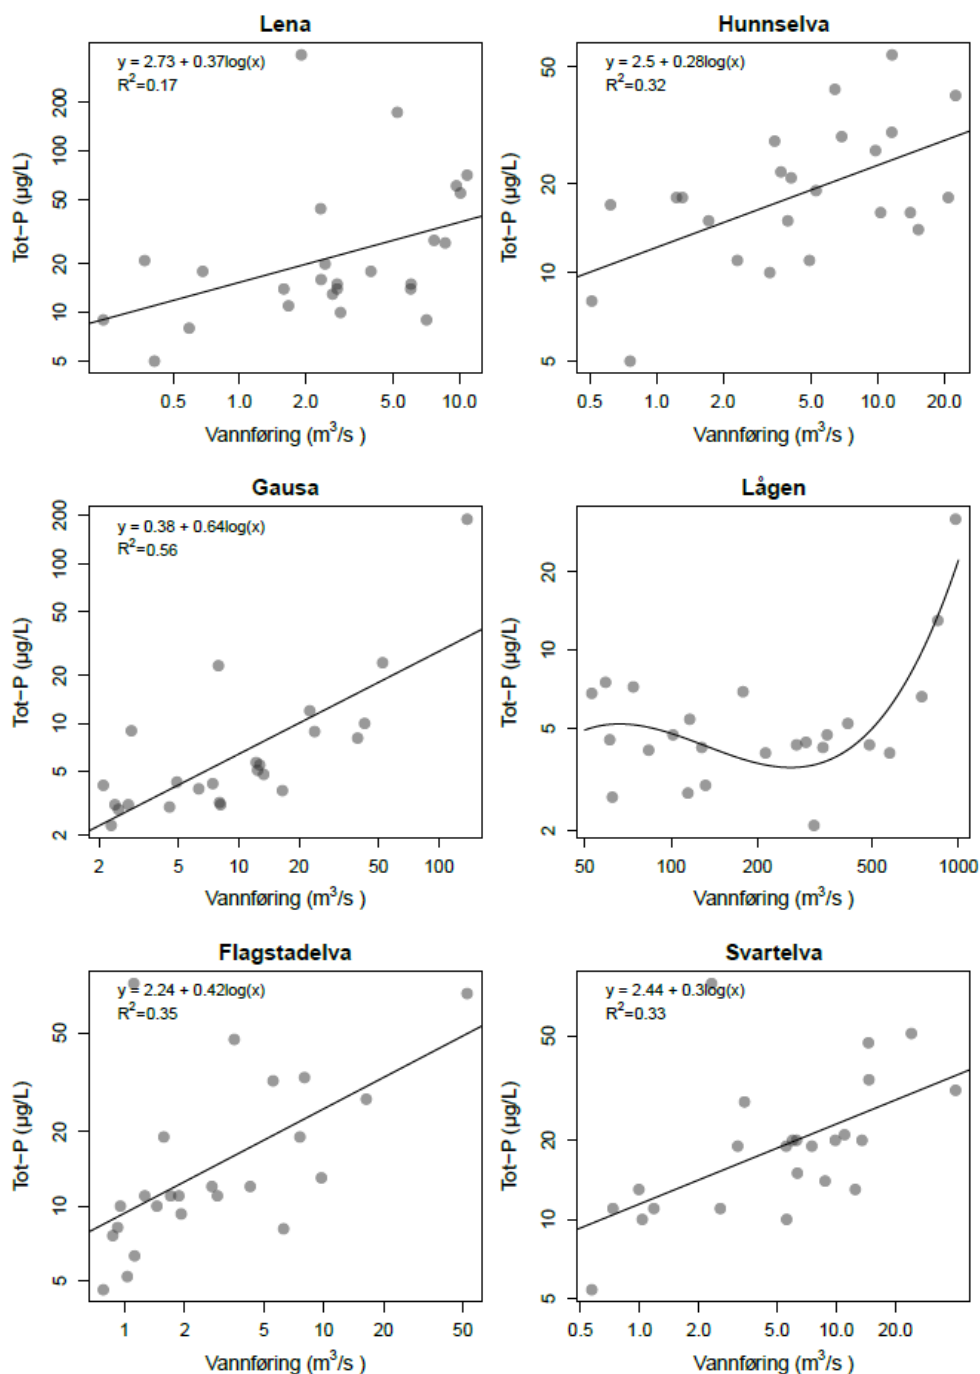 Lena
y = 2.73 + 0.37log(x)
R²=0.17
Tot−P (µg/L)
200
100
50
20
10
5
0.5 1.0 2.0 5.0 10.0
Vannføring (m³/s )
Hunnselva
y = 2.5 + 0.28log(x)
R²=0.32
Tot−P (µg/L)
50
20
10
5
0.5 1.0 2.0 5.0 10.0 20.0
Vannføring (m³/s )
Gausa
y = 0.38 + 0.64log(x)
R²=0.56
Tot−P (µg/L)
200
100
50
20
10
5
2
2 5 10 20 50 100
Vannføring (m³/s )
Lågen
Tot−P (µg/L)
20
10
5
2
50 100 200 500 1000
Vannføring (m³/s )
Flagstadelva
y = 2.24 + 0.42log(x)
R²=0.35
Tot−P (µg/L)
50
20
10
5
1 2 5 10 20 50
Vannføring (m³/s )
Svartelva
y = 2.44 + 0.3log(x)
R²=0.33
Tot−P (µg/L)
50
20
10
5
0.5 1.0 2.0 5.0 10.0 20.0
Vannføring (m³/s )